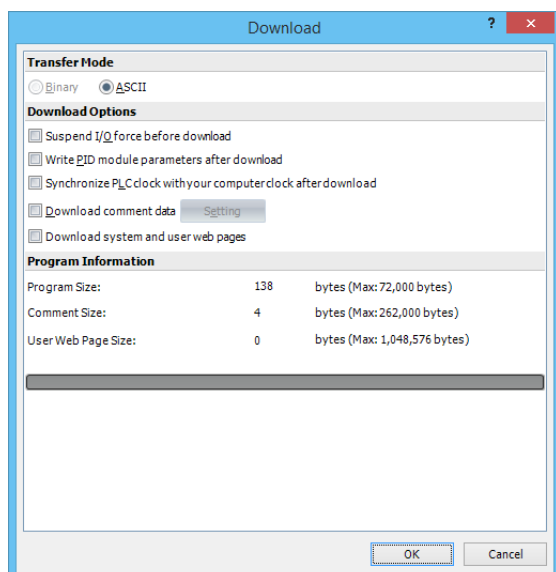 Download
? ×
Transfer Mode
Binary ASCII
Download Options
Suspend I/O force before download
Write PID module parameters after download
Synchronize PLC clock with your computer clock after download
Download comment data Setting
Download system and user web pages
Program Information
Program Size: 138 bytes (Max: 72,000 bytes)
Comment Size: 4 bytes (Max: 262,000 bytes)
User Web Page Size: 0 bytes (Max: 1,048,576 bytes)
OK Cancel